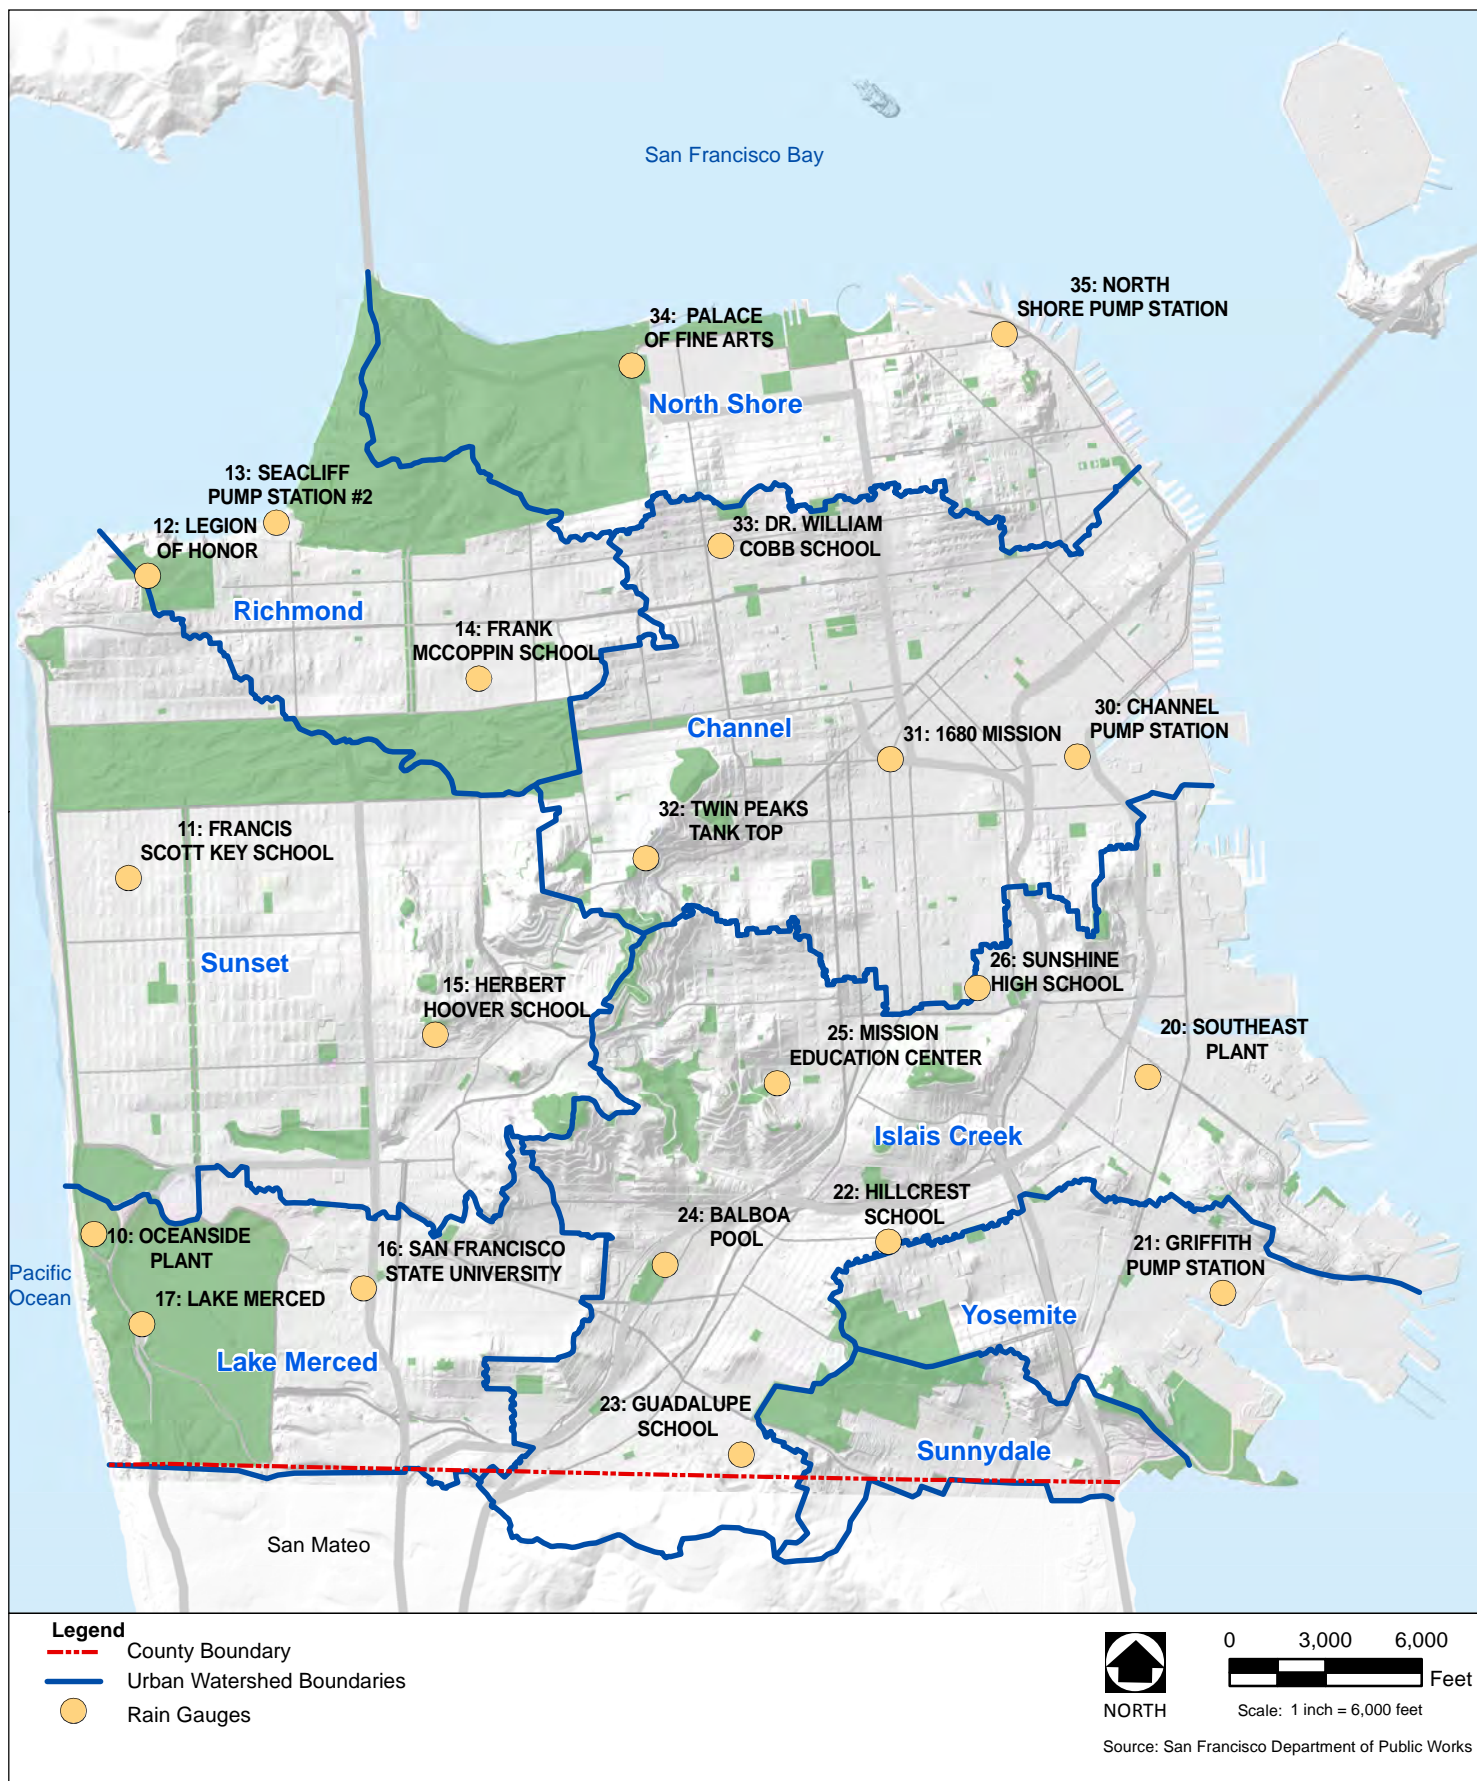 San Francisco Bay
35: NORTH
SHORE PUMP STATION
34: PALACE
OF FINE ARTS
North Shore
13: SEACLIFF
PUMP STATION #2
12: LEGION
OF HONOR
33: DR. WILLIAM
COBB SCHOOL
Richmond
14: FRANK
MCCOPPIN SCHOOL
Channel
31: 1680 MISSION
30: CHANNEL
PUMP STATION
32: TWIN PEAKS
TANK TOP
11: FRANCIS
SCOTT KEY SCHOOL
Sunset
15: HERBERT
HOOVER SCHOOL
26: SUNSHINE
HIGH SCHOOL
25: MISSION
EDUCATION CENTER
20: SOUTHEAST
PLANT
Islais Creek
22: HILLCREST
SCHOOL
24: BALBOA
POOL
10: OCEANSIDE
PLANT
16: SAN FRANCISCO
STATE UNIVERSITY
21: GRIFFITH
PUMP STATION
Pacific
Ocean
17: LAKE MERCED
Yosemite
Lake Merced
23: GUADALUPE
SCHOOL
Sunnydale
San Mateo
Legend
County Boundary
Urban Watershed Boundaries
Rain Gauges
NORTH
0 3,000 6,000
Feet
Scale: 1 inch = 6,000 feet
Source: San Francisco Department of Public Works